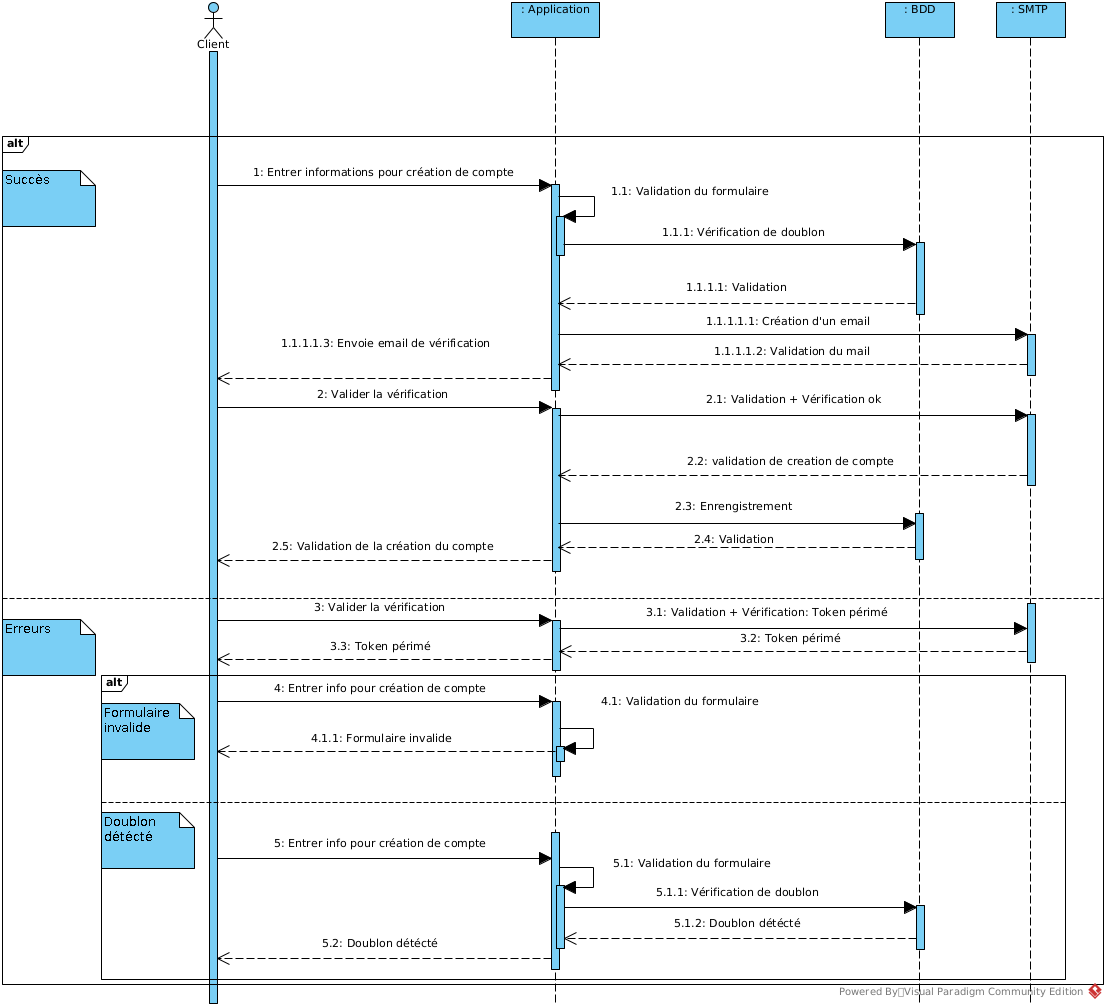 : Application
: BDD
: SMTP
Client
alt
Succès
1: Entrer informations pour création de compte
1.1: Validation du formulaire
1.1.1: Vérification de doublon
1.1.1.1: Validation
1.1.1.1.1: Création d'un email
1.1.1.1.3: Envoie email de vérification
1.1.1.1.2: Validation du mail
2: Valider la vérification
2.1: Validation + Vérification ok
2.2: validation de creation de compte
2.3: Enrengistrement
2.4: Validation
2.5: Validation de la création du compte
Erreurs
3: Valider la vérification
3.1: Validation + Vérification: Token périmé
3.2: Token périmé
3.3: Token périmé
alt
Formulaire
invalide
4: Entrer info pour création de compte
4.1: Validation du formulaire
4.1.1: Formulaire invalide
Doublon
détécté
5: Entrer info pour création de compte
5.1: Validation du formulaire
5.1.1: Vérification de doublon
5.1.2: Doublon détécté
5.2: Doublon détécté
Powered By Visual Paradigm Community Edition